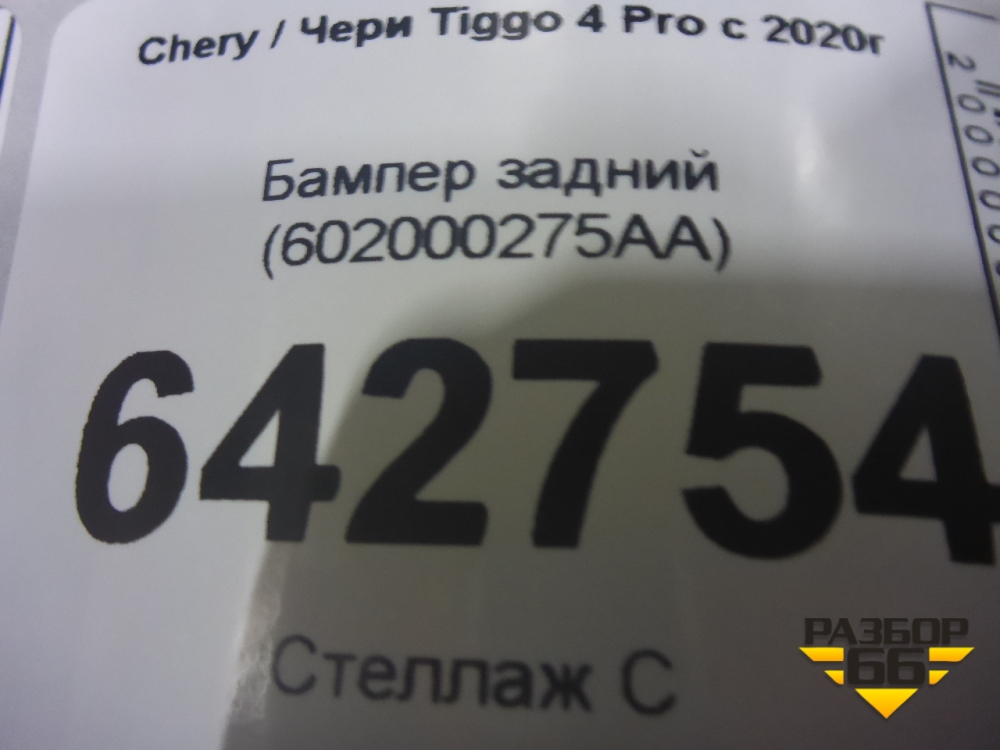 Chery / Чери Tiggo 4 Pro с 2020г
Бампер задний
(602000275AA)
642754
Стеллаж С
РАЗБОР
66